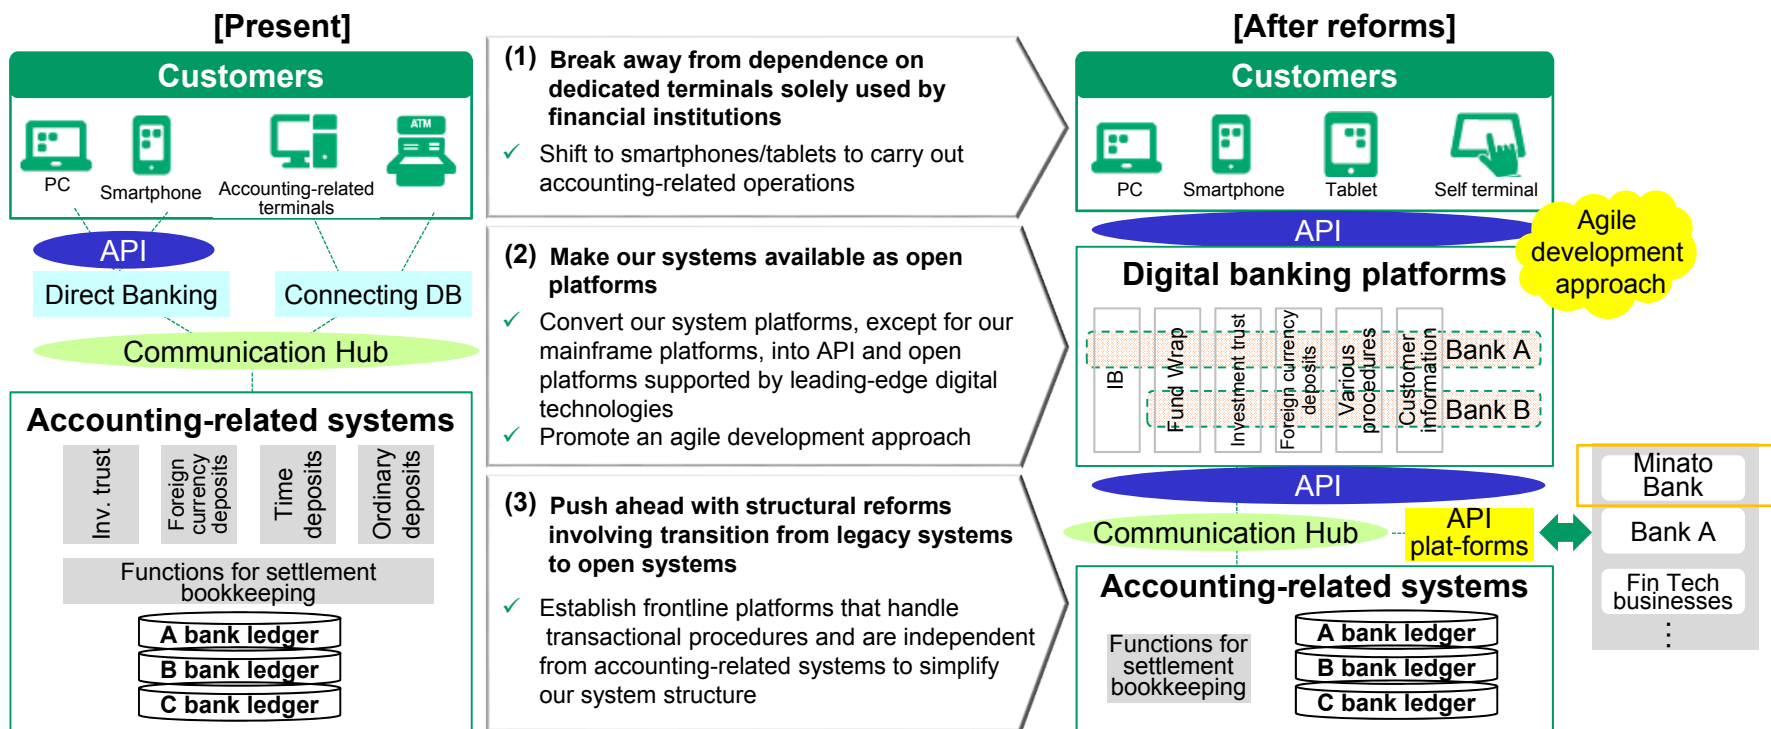 [Present]
Customers
ATM
PC
Smartphone
Accounting-related
terminals
API
Direct Banking
Connecting DB
Communication Hub
Accounting-related systems
Inv. trust
Foreign
currency
deposits
Time
deposits
Ordinary
deposits
Functions for settlement
bookkeeping
A bank ledger
B bank ledger
C bank ledger
(1) Break away from dependence on
dedicated terminals solely used by
financial institutions
✓ Shift to smartphones/tablets to carry out
accounting-related operations
(2) Make our systems available as open
platforms
✓ Convert our system platforms, except for our
mainframe platforms, into API and open
platforms supported by leading-edge digital
technologies
✓ Promote an agile development approach
(3) Push ahead with structural reforms
involving transition from legacy systems
to open systems
✓ Establish frontline platforms that handle
transactional procedures and are independent
from accounting-related systems to simplify
our system structure
[After reforms]
Customers
PC
Smartphone
Tablet
Self terminal
API
Agile
development
approach
Digital banking platforms
IB
Fund Wrap
Investment trust
Foreign currency
deposits
Various
procedures
Customer
information
Bank A
Bank B
API
Communication Hub
API
plat-forms
Minato
Bank
Bank A
Fin Tech
businesses
⋮
Accounting-related systems
Functions for
settlement
bookkeeping
A bank ledger
B bank ledger
C bank ledger